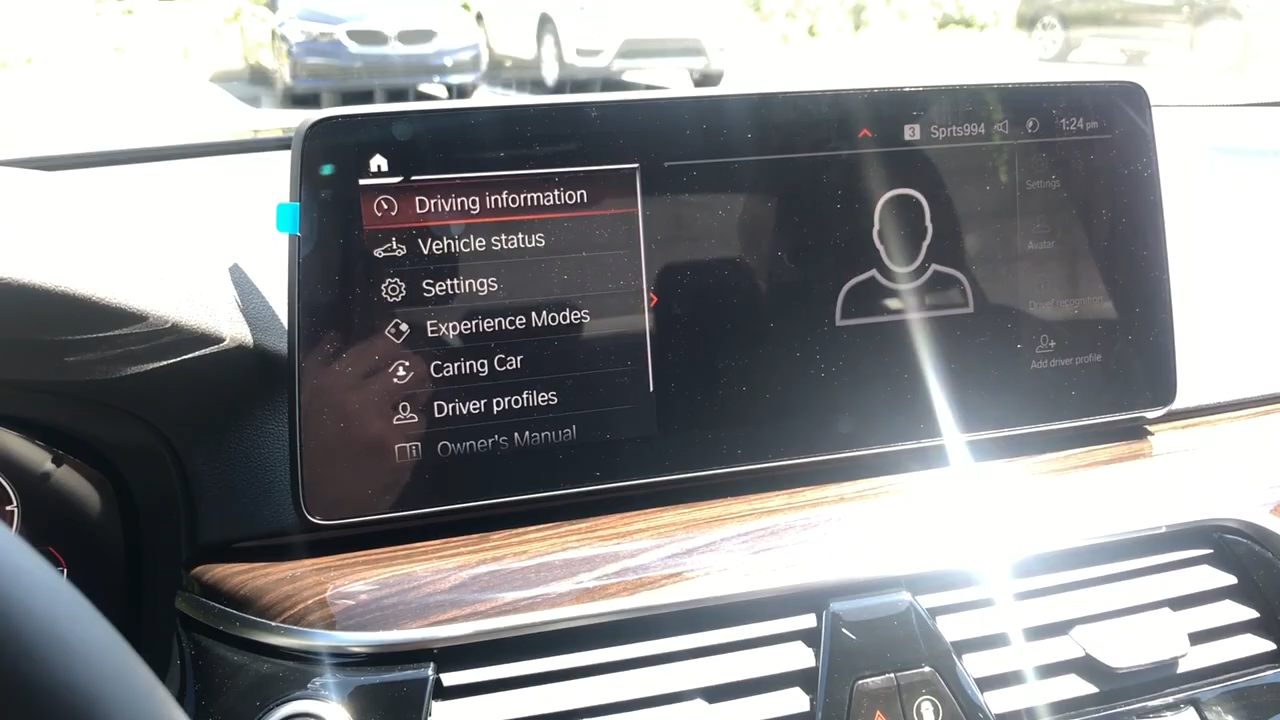 3 Sprts994 1:24 pm
Driving information
Vehicle status
Settings
Experience Modes
Caring Car
Driver profiles
Owner's Manual
Settings
Avatar
Driver recognition
Add driver profile